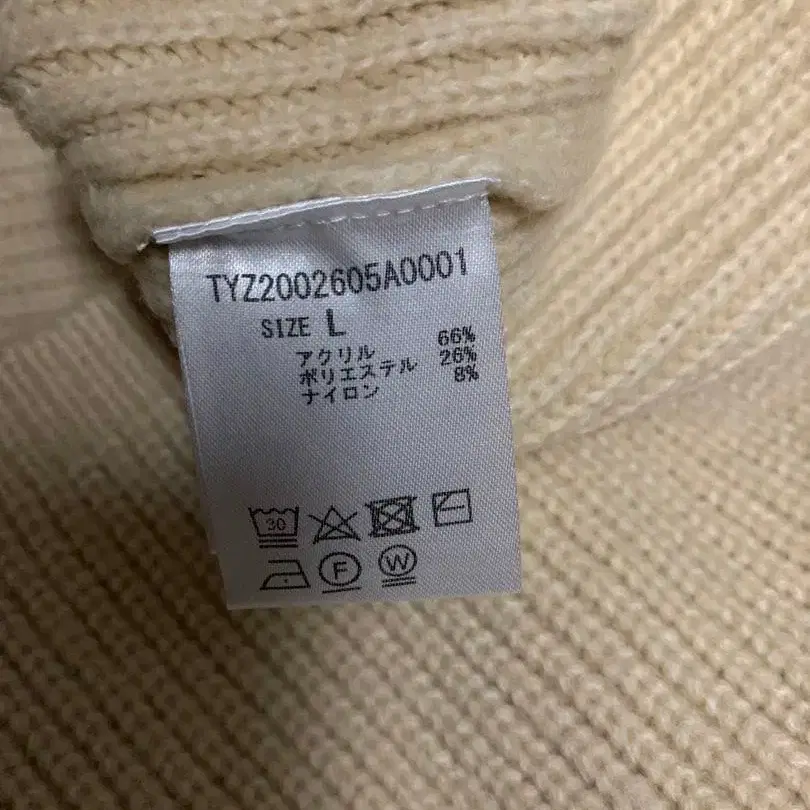 TYZ2002605A0001
SIZE L
アクリル 66%
ポリエステル 26%
ナイロン 8%
30
F W